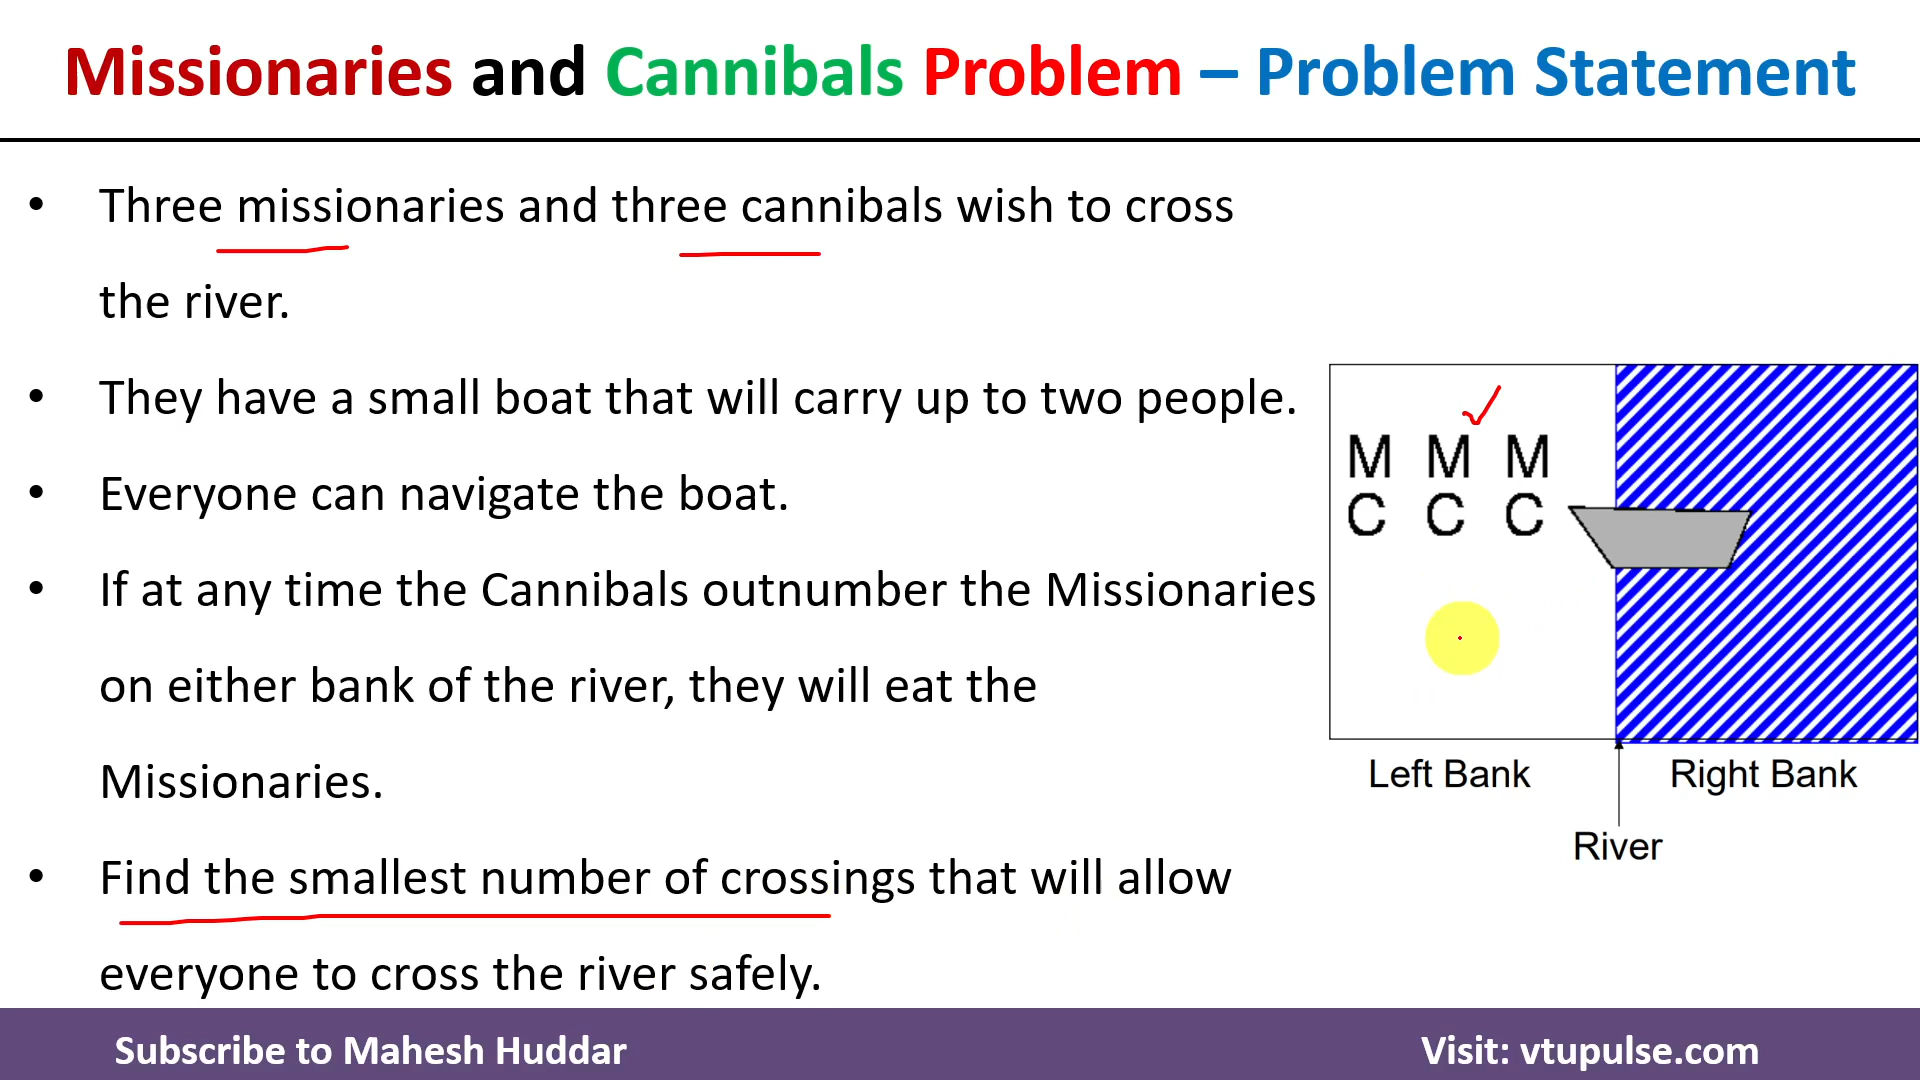 Missionaries and Cannibals Problem – Problem Statement
• Three missionaries and three cannibals wish to cross
the river.
• They have a small boat that will carry up to two people.
• Everyone can navigate the boat.
• If at any time the Cannibals outnumber the Missionaries
on either bank of the river, they will eat the
Missionaries.
• Find the smallest number of crossings that will allow
everyone to cross the river safely.
M M M
C C C
Left Bank
Right Bank
River
Subscribe to Mahesh Huddar
Visit: vtupulse.com